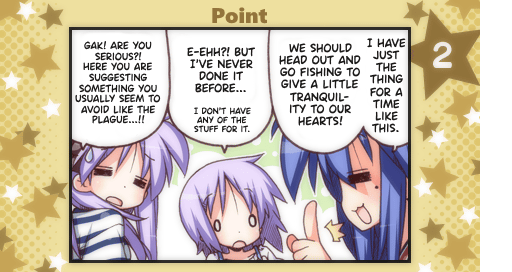 Point
2
I HAVE
JUST
THE
THING
FOR A
TIME
LIKE
THIS.
WE SHOULD
HEAD OUT AND
GO FISHING TO
GIVE A LITTLE
TRANQUIL-
ITY TO OUR
HEARTS!
E-EHH?! BUT
I'VE NEVER
DONE IT
BEFORE...
I DON'T HAVE
ANY OF THE
STUFF FOR IT.
GAK! ARE YOU
SERIOUS?!
HERE YOU ARE
SUGGESTING
SOMETHING YOU
USUALLY SEEM TO
AVOID LIKE THE
PLAGUE...!!